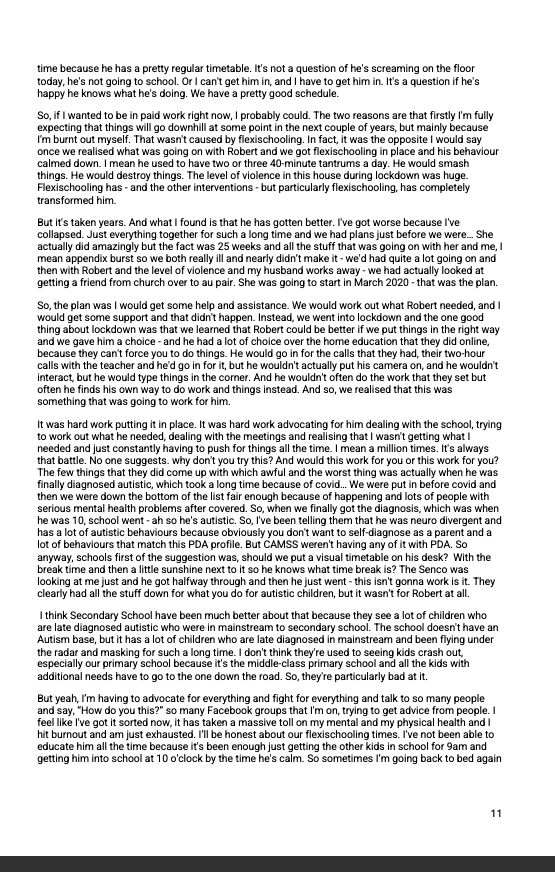 time because he has a pretty regular timetable. It's not a question of he's screaming on the floor
today, he's not going to school. Or I can't get him in, and I have to get him in. It's a question if he's
happy he knows what he's doing. We have a pretty good schedule.
So, if I wanted to be in paid work right now, I probably could. The two reasons are that firstly I'm fully
expecting that things will go downhill at some point in the next couple of years, but mainly because
I'm burnt out myself. That wasn't caused by flexischooling. In fact, it was the opposite I would say
once we realised what was going on with Robert and we got flexischooling in place and his behaviour
calmed down. I mean he used to have two or three 40-minute tantrums a day. He would smash
things. He would destroy things. The level of violence in this house during lockdown was huge.
Flexischooling has - and the other interventions - but particularly flexischooling, has completely
transformed him.
But it's taken years. And what I found is that he has gotten better. I've got worse because I've
collapsed. Just everything together for such a long time and we had plans just before we were… She
actually did amazingly but the fact was 25 weeks and all the stuff that was going on with her and me, I
mean appendix burst so we both really ill and nearly didn't make it - we'd had quite a lot going on and
then with Robert and the level of violence and my husband works away - we had actually looked at
getting a friend from church over to au pair. She was going to start in March 2020 - that was the plan.
So, the plan was I would get some help and assistance. We would work out what Robert needed, and I
would get some support and that didn't happen. Instead, we went into lockdown and the one good
thing about lockdown was that we learned that Robert could be better if we put things in the right way
and we gave him a choice - and he had a lot of choice over the home education that they did online,
because they can't force you to do things. He would go in for the calls that they had, their two-hour
calls with the teacher and he'd go in for it, but he wouldn't actually put his camera on, and he wouldn't
interact, but he would type things in the corner. And he wouldn't often do the work that they set but
often he finds his own way to do work and things instead. And so, we realised that this was
something that was going to work for him.
It was hard work putting it in place. It was hard work advocating for him dealing with the school, trying
to work out what he needed, dealing with the meetings and realising that I wasn't getting what I
needed and just constantly having to push for things all the time. I mean a million times. It's always
that battle. No one suggests. why don't you try this? And would this work for you or this work for you?
The few things that they did come up with which awful and the worst thing was actually when he was
finally diagnosed autistic, which took a long time because of covid… We were put in before covid and
then we were down the bottom of the list fair enough because of happening and lots of people with
serious mental health problems after covered. So, when we finally got the diagnosis, which was when
he was 10, school went - ah so he's autistic. So, I've been telling them that he was neuro divergent and
has a lot of autistic behaviours because obviously you don't want to self-diagnose as a parent and a
lot of behaviours that match this PDA profile. But CAMSS weren't having any of it with PDA. So
anyway, schools first of the suggestion was, should we put a visual timetable on his desk?  With the
break time and then a little sunshine next to it so he knows what time break is? The Senco was
looking at me just and he got halfway through and then he just went - this isn't gonna work is it. They
clearly had all the stuff down for what you do for autistic children, but it wasn't for Robert at all.
I think Secondary School have been much better about that because they see a lot of children who
are late diagnosed autistic who were in mainstream to secondary school. The school doesn't have an
Autism base, but it has a lot of children who are late diagnosed in mainstream and been flying under
the radar and masking for such a long time. I don't think they're used to seeing kids crash out,
especially our primary school because it's the middle-class primary school and all the kids with
additional needs have to go to the one down the road. So, they're particularly bad at it.
But yeah, I'm having to advocate for everything and fight for everything and talk to so many people
and say, "How do you this?" so many Facebook groups that I'm on, trying to get advice from people. I
feel like I've got it sorted now, it has taken a massive toll on my mental and my physical health and I
hit burnout and am just exhausted. I'll be honest about our flexischooling times. I've not been able to
educate him all the time because it's been enough just getting the other kids in school for 9am and
getting him into school at 10 o'clock by the time he's calm. So sometimes I'm going back to bed again
11